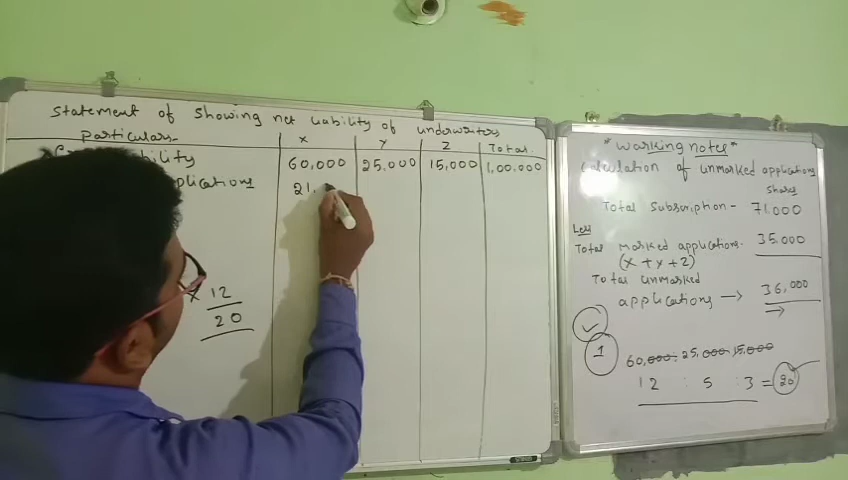 Statement of Showing net liability of underwriters
Particulars X Y Z Total
bility 60,000 25,000 15,000 1,00,000
plications 21,
x 12
20
*working notes*
Calculation of unmarked applications
shares
Total Subscription - 71,000
Less
Total marked applications. 35,000
(X + Y + Z)
Total unmarked
applications → 36,000
1
60,000: 25,000 15,000
12 : 5 : 3 = 20